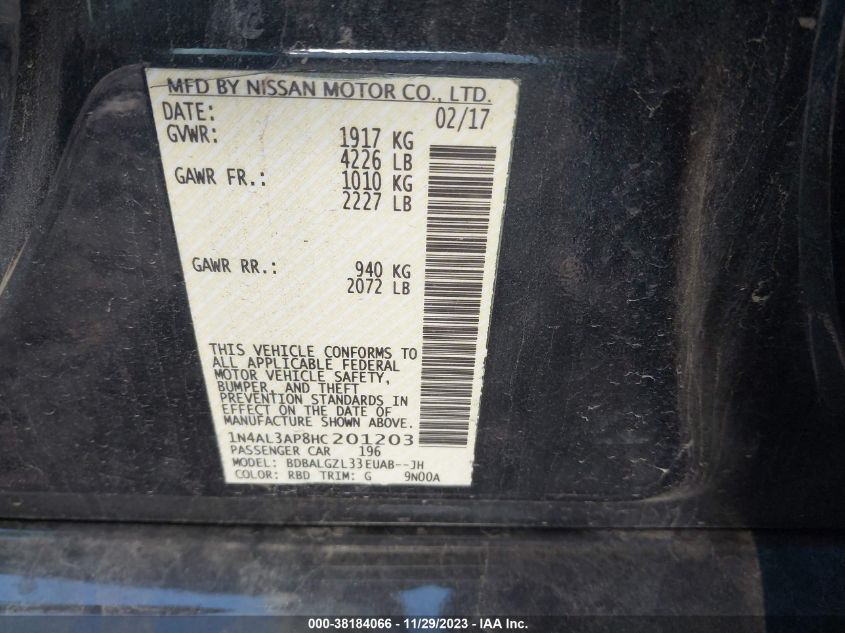 MFD BY NISSAN MOTOR CO., LTD.
DATE: 02/17
GVWR: 1917 KG
4226 LB
GAWR FR.: 1010 KG
2227 LB
GAWR RR.: 940 KG
2072 LB
THIS VEHICLE CONFORMS TO
ALL APPLICABLE FEDERAL
MOTOR VEHICLE SAFETY,
BUMPER, AND THEFT
PREVENTION STANDARDS IN
EFFECT ON THE DATE OF
MANUFACTURE SHOWN ABOVE.
1N4AL3AP8HC201203
PASSENGER CAR 196
MODEL: BDBALGZL33EUAB--JH
COLOR: RBD TRIM: G 9N00A
000-38184066 - 11/29/2023 - IAA Inc.